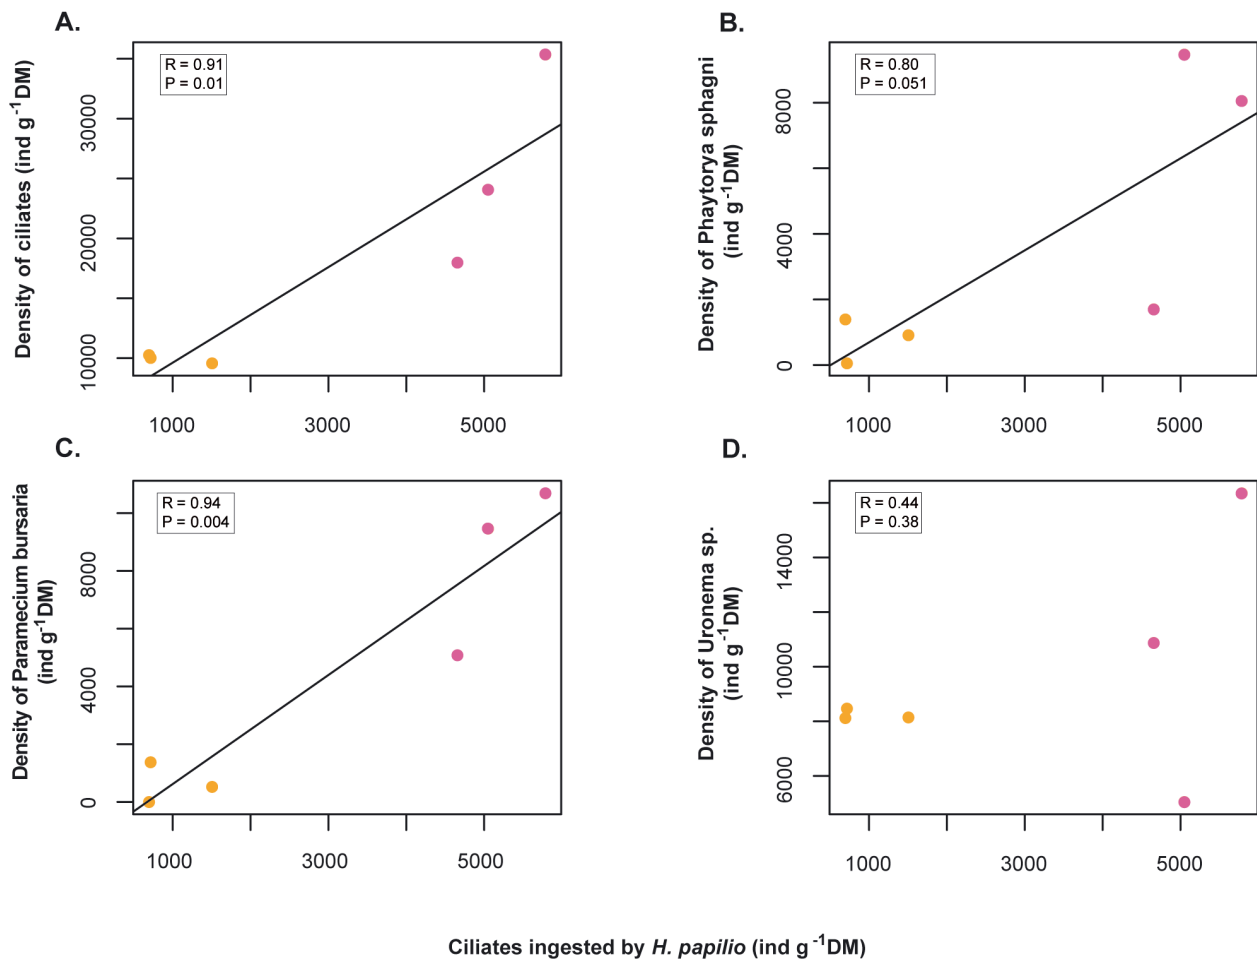 A.
R = 0.91
P = 0.01
Density of ciliates (ind g⁻¹DM)
10000
20000
30000
1000
3000
5000
B.
R = 0.80
P = 0.051
Density of Phaytorya sphagni
(ind g⁻¹DM)
0
4000
8000
1000
3000
5000
C.
R = 0.94
P = 0.004
Density of Paramecium bursaria
(ind g⁻¹DM)
0
4000
8000
1000
3000
5000
D.
R = 0.44
P = 0.38
Density of Uronema sp.
(ind g⁻¹DM)
6000
10000
14000
1000
3000
5000
Ciliates ingested by H. papilio (ind g⁻¹DM)